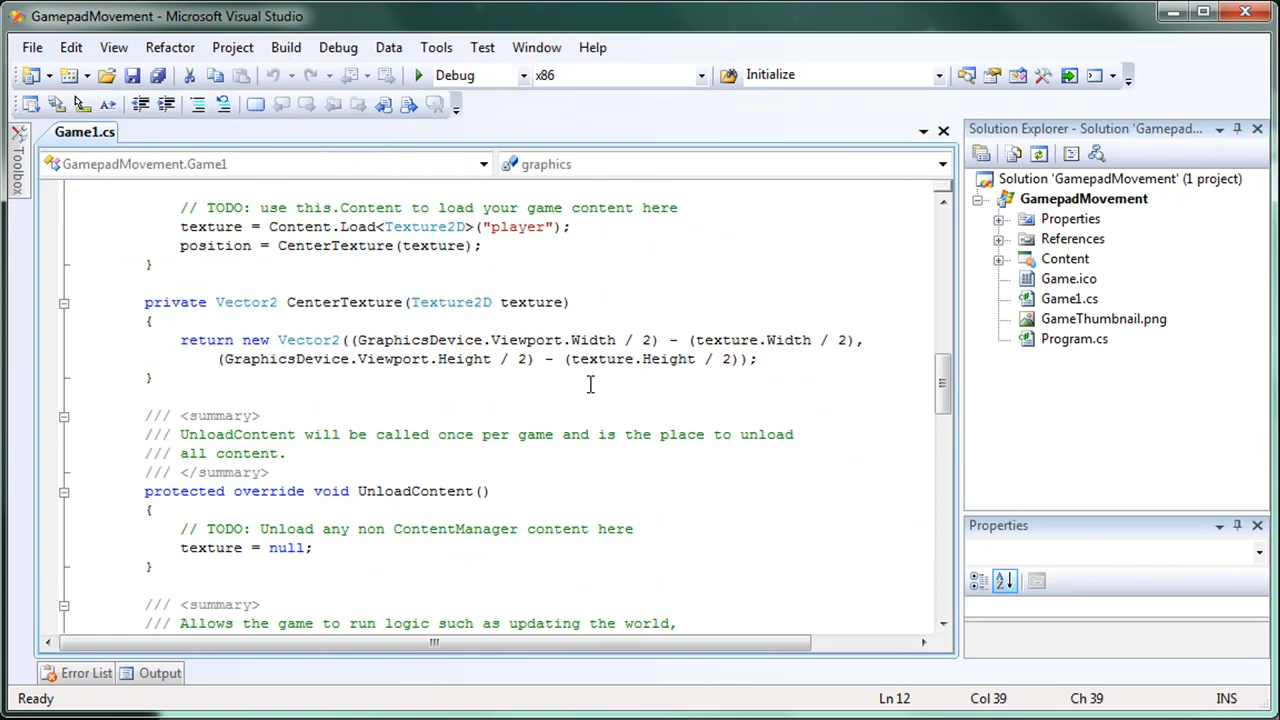 GamepadMovement - Microsoft Visual Studio
File Edit View Refactor Project Build Debug Data Tools Test Window Help
Debug x86 Initialize
Toolbox
Game1.cs
GamepadMovement.Game1 graphics
// TODO: use this.Content to load your game content here
texture = Content.Load<Texture2D>("player");
position = CenterTexture(texture);
}
private Vector2 CenterTexture(Texture2D texture)
{
return new Vector2((GraphicsDevice.Viewport.Width / 2) - (texture.Width / 2),
(GraphicsDevice.Viewport.Height / 2) - (texture.Height / 2));
}
/// <summary>
/// UnloadContent will be called once per game and is the place to unload
/// all content.
/// </summary>
protected override void UnloadContent()
{
// TODO: Unload any non ContentManager content here
texture = null;
}
/// <summary>
/// Allows the game to run logic such as updating the world,
Solution Explorer - Solution 'Gamepad...
Solution 'GamepadMovement' (1 project)
GamepadMovement
Properties
References
Content
Game.ico
Game1.cs
GameThumbnail.png
Program.cs
Properties
Error List Output
Ready Ln 12 Col 39 Ch 39 INS